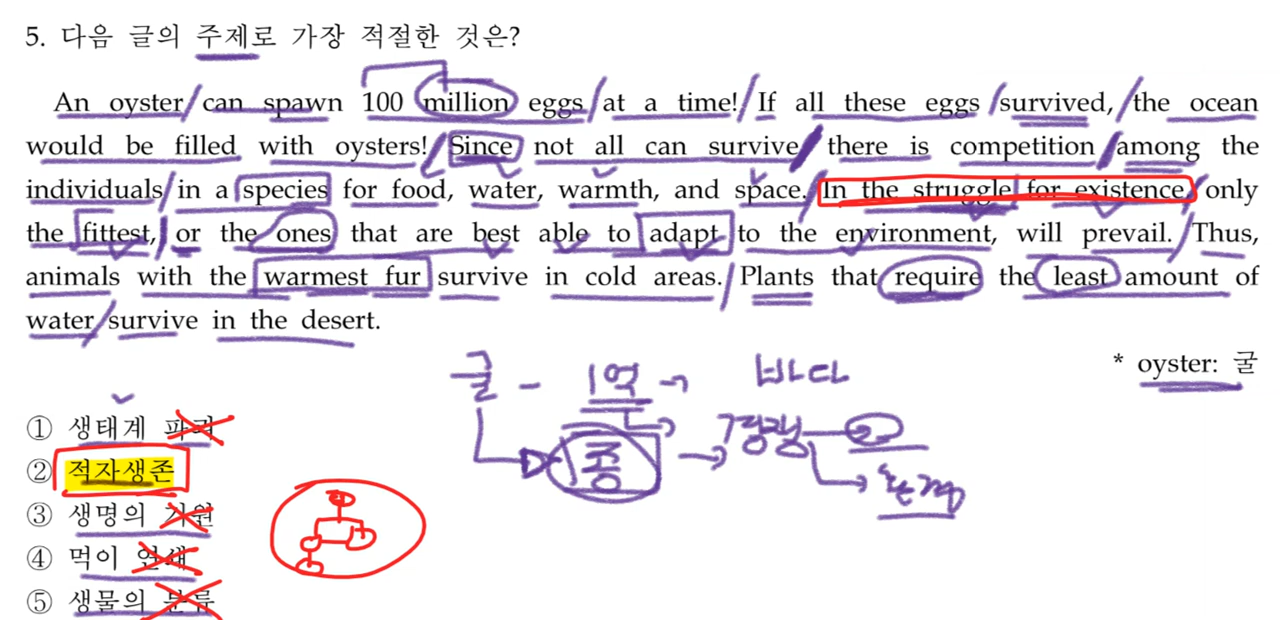 5. 다음 글의 주제로 가장 적절한 것은?
An oyster can spawn 100 million eggs at a time! If all these eggs survived, the ocean
would be filled with oysters! Since not all can survive there is competition among the
individuals in a species for food, water, warmth, and space. In the struggle for existence, only
the fittest, or the ones that are best able to adapt to the environment, will prevail. Thus,
animals with the warmest fur survive in cold areas. Plants that require the least amount of
water survive in the desert.
* oyster: 굴
굴 - 1억 → 바다
종 → 경쟁
환경
① 생태계 파괴
② 적자생존
③ 생명의 기원
④ 먹이 연쇄
⑤ 생물의 분류